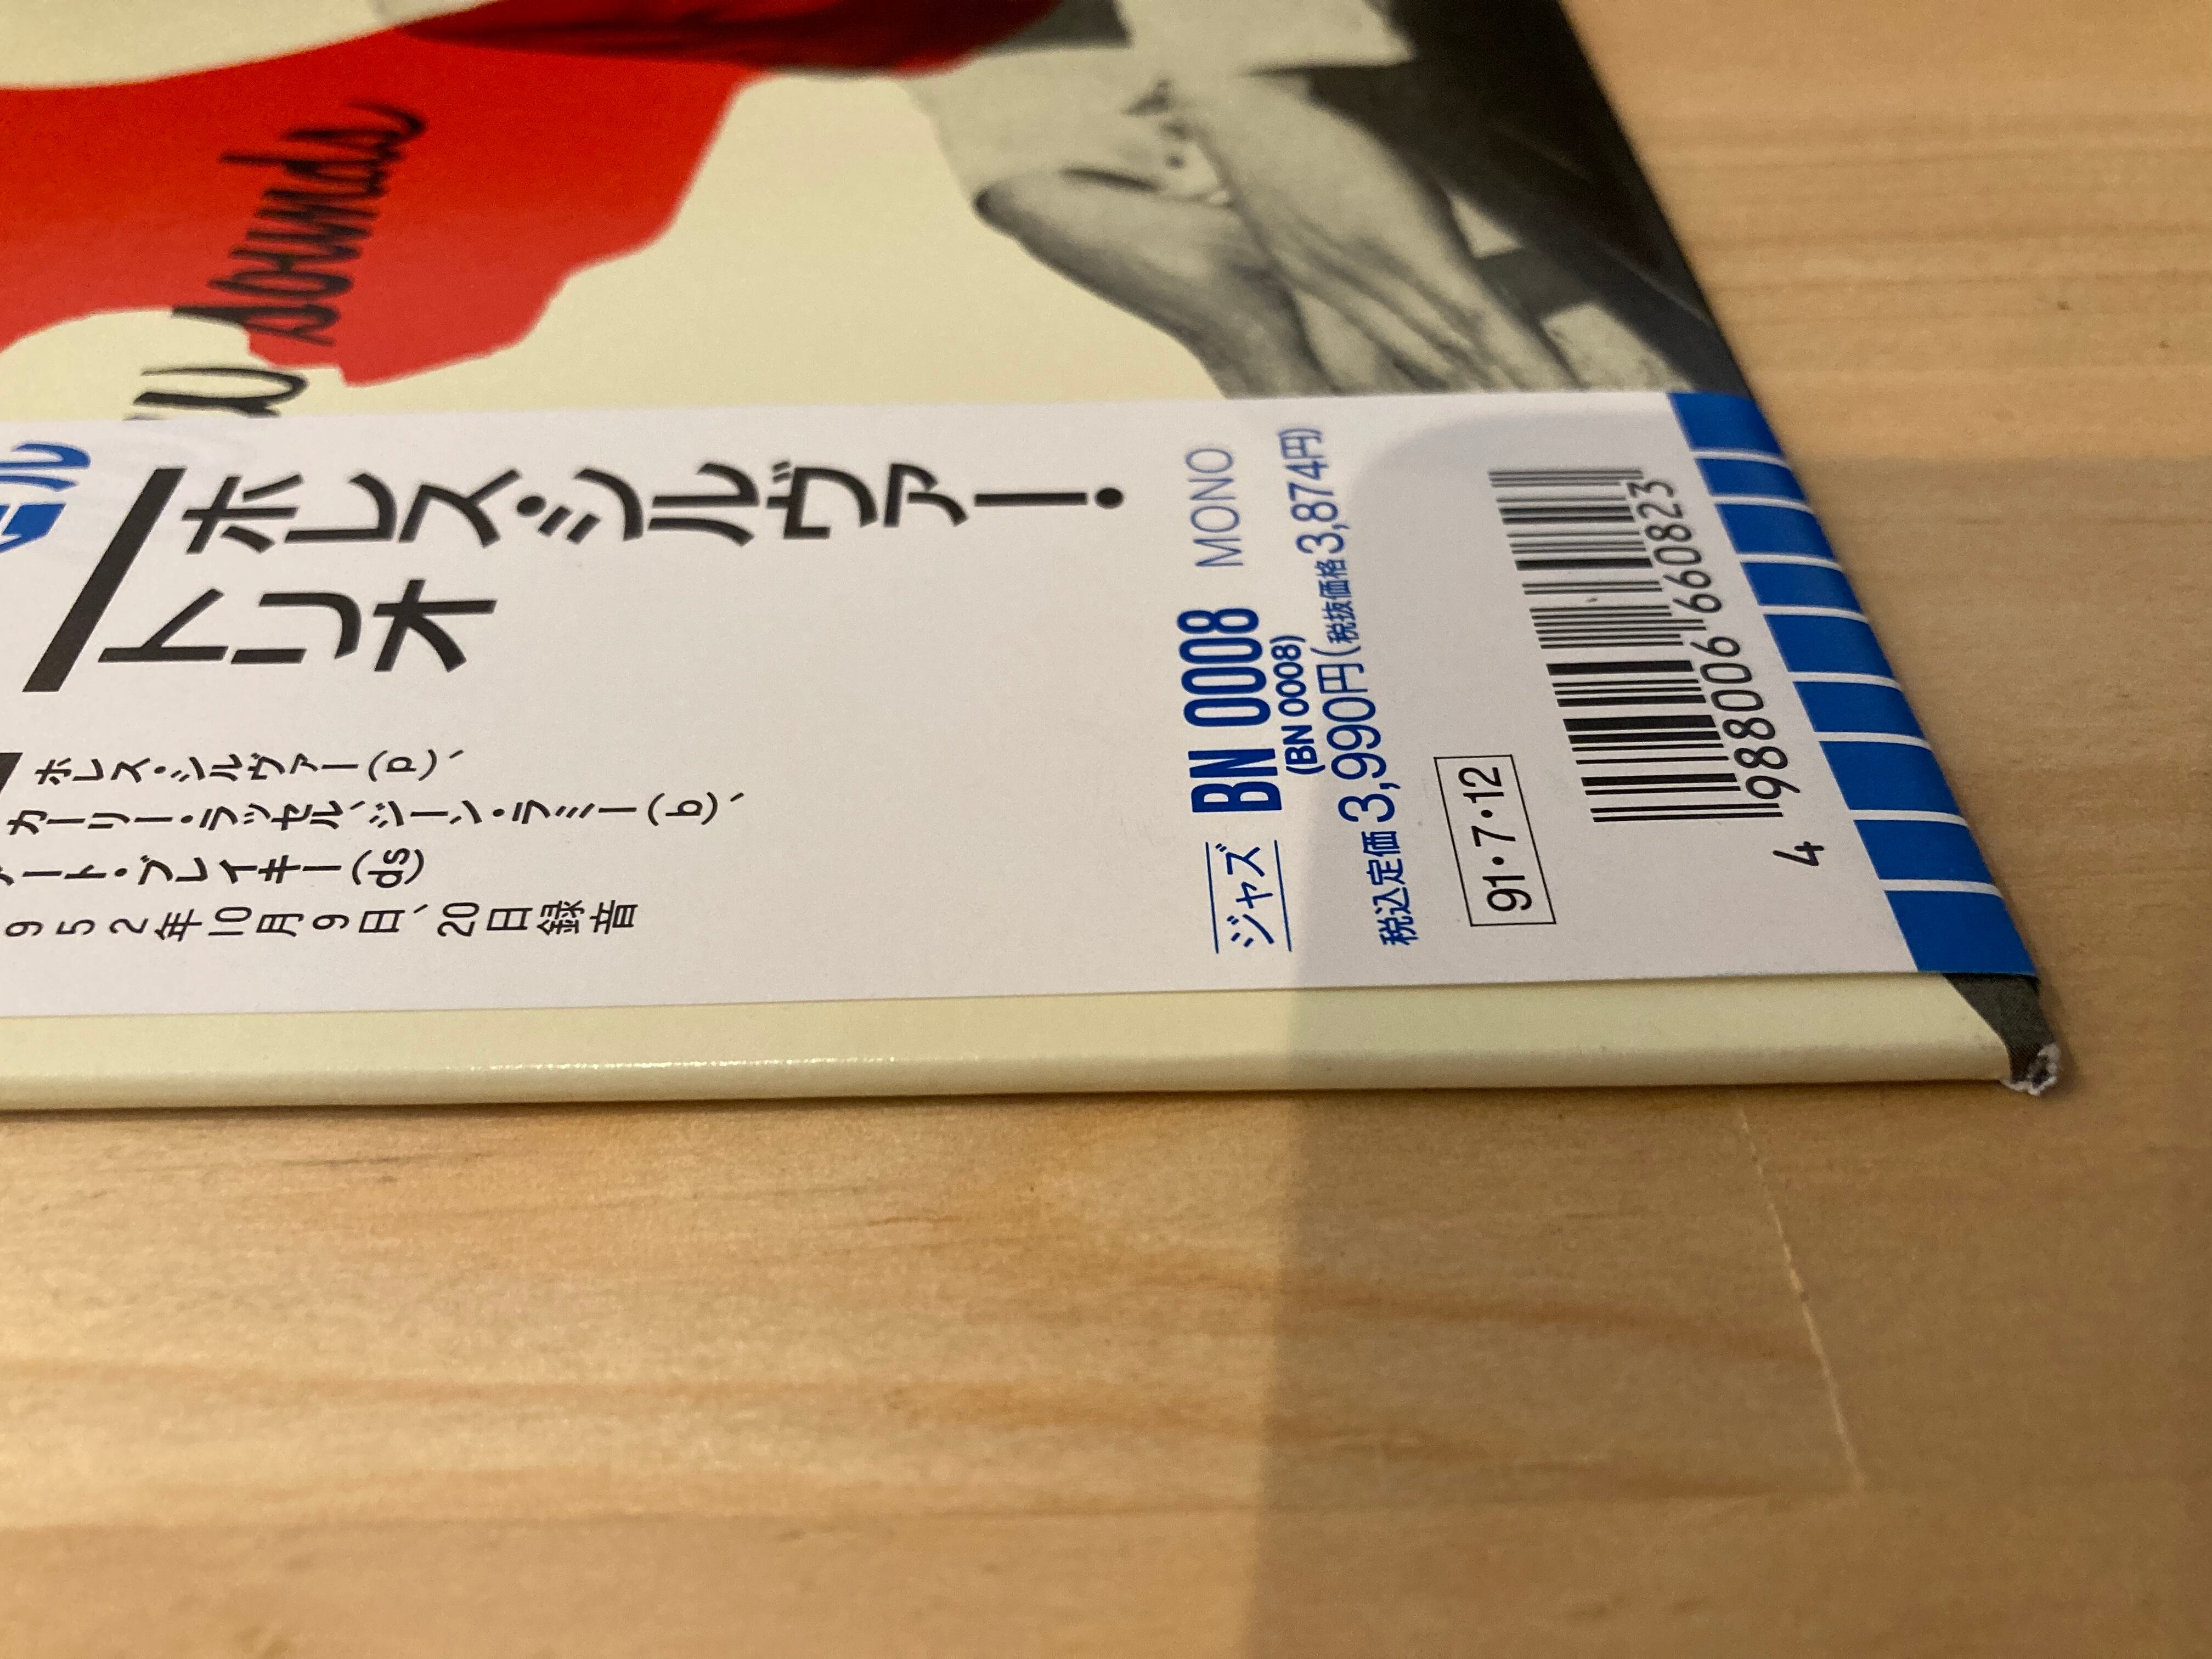 sounds
ホレス・シルヴァー・
トリオ
ホレス・シルヴァー(p)、
カーリー・ラッセル、ジーン・ラミー(b)、
アート・ブレイキー(ds)
952年10月9日、20日録音
ジャズ BN 0008 MONO
(BN 0008)
税込定価3,990円(税抜価格3,874円)
91・7・12
4 988006 660823